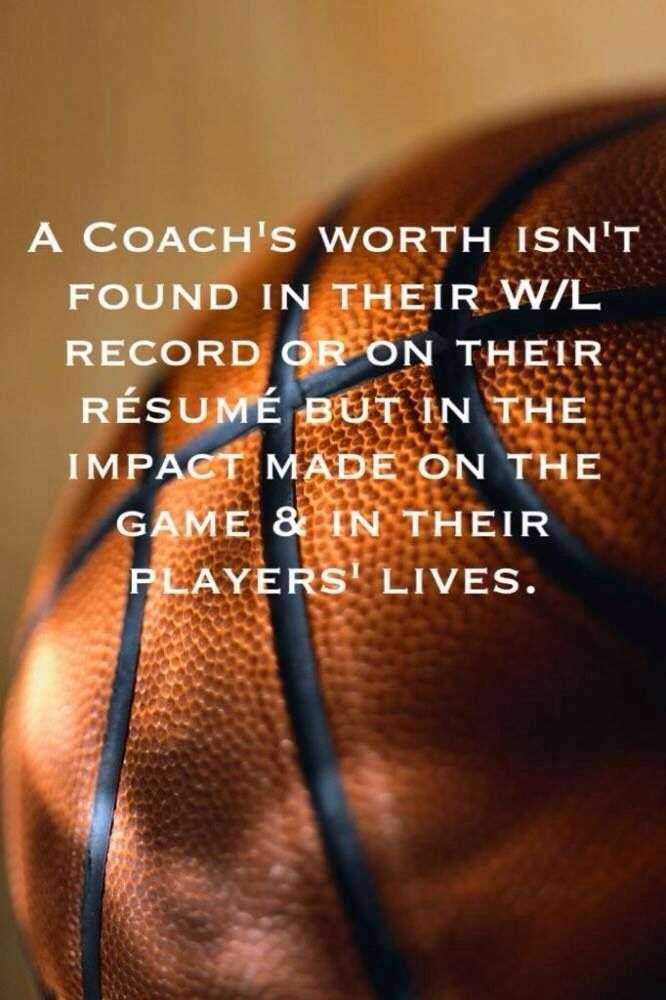 A COACH'S WORTH ISN'T
FOUND IN THEIR W/L
RECORD OR ON THEIR
RÉSUMÉ BUT IN THE
IMPACT MADE ON THE
GAME & IN THEIR
PLAYERS' LIVES.